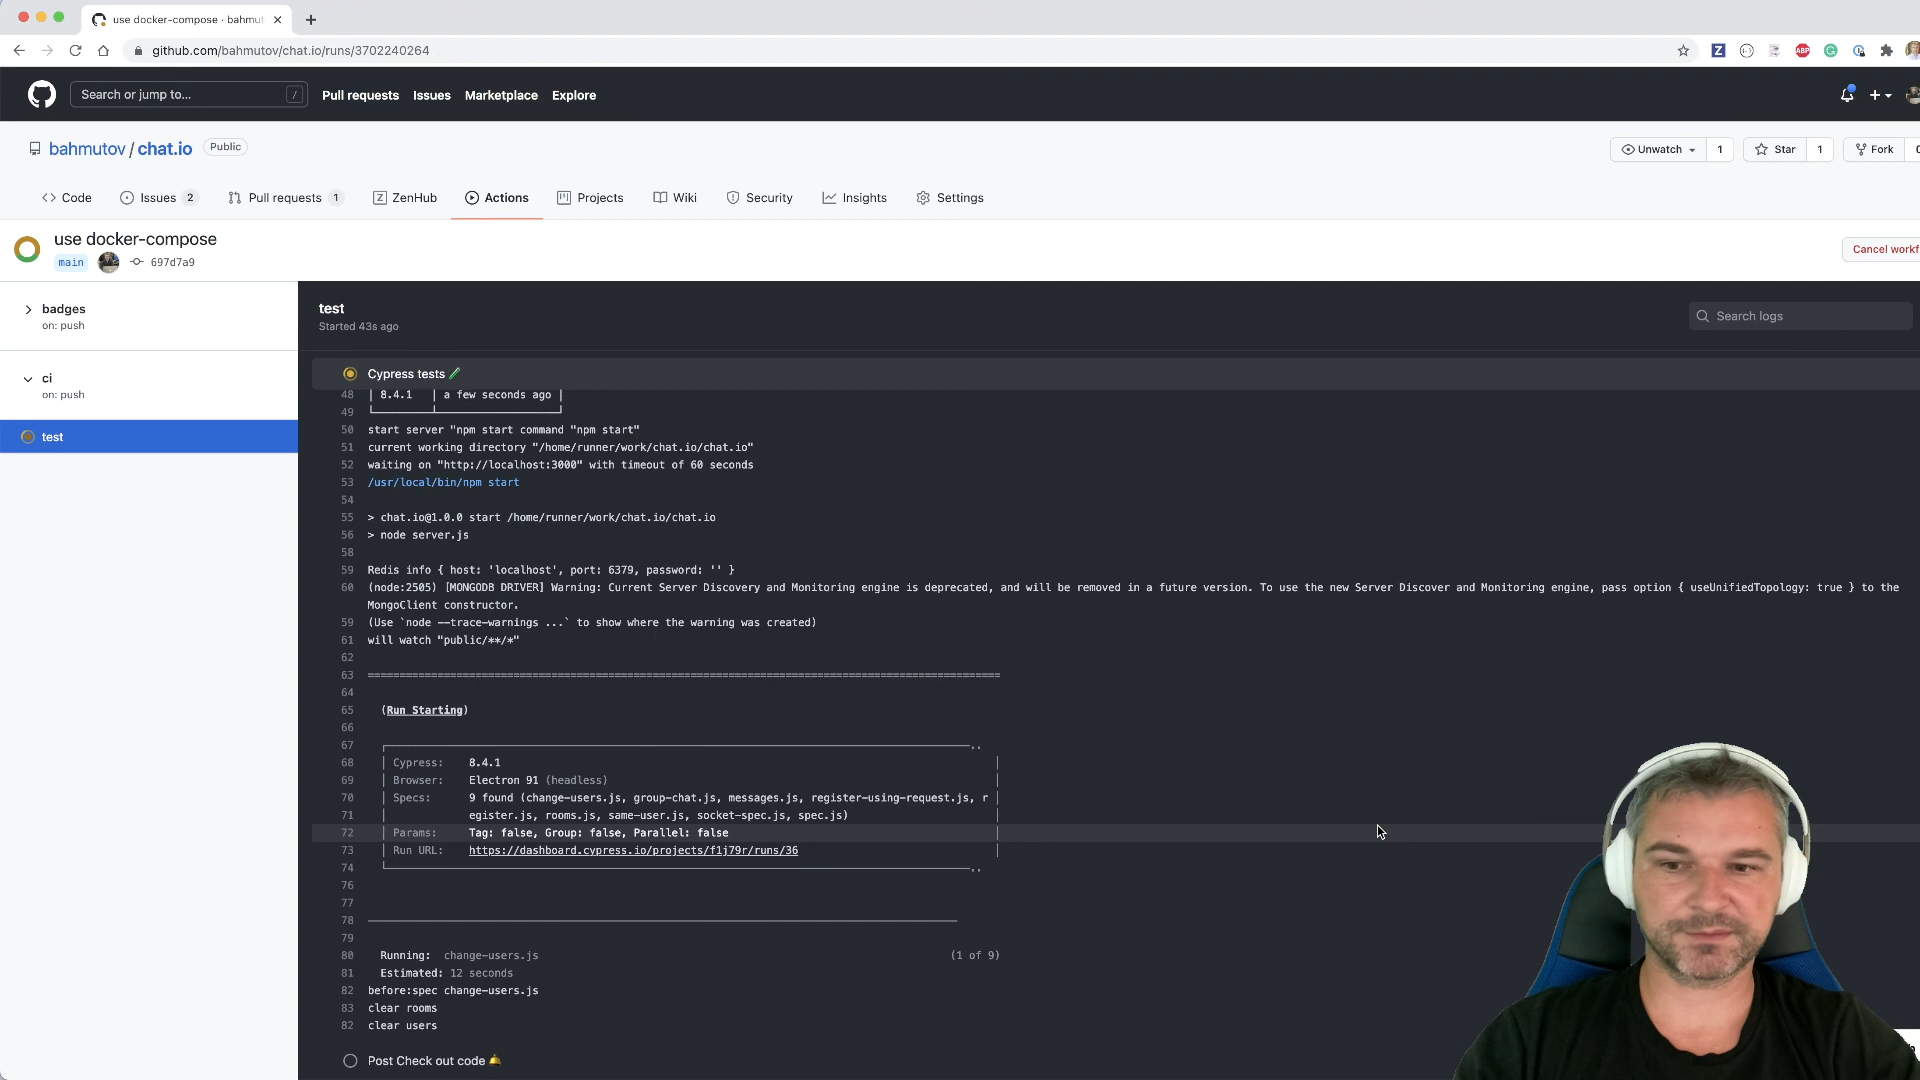 use docker-compose · bahmut
github.com/bahmutov/chat.io/runs/3702240264
Z
ABP
Search or jump to...
/
Pull requests
Issues
Marketplace
Explore
bahmutov / chat.io
Public
Unwatch
1
Star
1
Fork
Code
Issues 2
Pull requests 1
ZenHub
Actions
Projects
Wiki
Security
Insights
Settings
use docker-compose
main
697d7a9
Cancel workf
badges
on: push
ci
on: push
test
test
Started 43s ago
Search logs
Cypress tests
48 | 8.4.1 | a few seconds ago |
49
50 start server "npm start command "npm start"
51 current working directory "/home/runner/work/chat.io/chat.io"
52 waiting on "http://localhost:3000" with timeout of 60 seconds
53 /usr/local/bin/npm start
54
55 > chat.io@1.0.0 start /home/runner/work/chat.io/chat.io
56 > node server.js
58
59 Redis info { host: 'localhost', port: 6379, password: '' }
60 (node:2505) [MONGODB DRIVER] Warning: Current Server Discovery and Monitoring engine is deprecated, and will be removed in a future version. To use the new Server Discover and Monitoring engine, pass option { useUnifiedTopology: true } to the
MongoClient constructor.
59 (Use `node --trace-warnings ...` to show where the warning was created)
61 will watch "public/**/*"
62
63 ====================================================================================================
64
65 (Run Starting)
66
67
68 | Cypress: 8.4.1 |
69 | Browser: Electron 91 (headless) |
70 | Specs: 9 found (change-users.js, group-chat.js, messages.js, register-using-request.js, r |
71 | egister.js, rooms.js, same-user.js, socket-spec.js, spec.js) |
72 | Params: Tag: false, Group: false, Parallel: false |
73 | Run URL: https://dashboard.cypress.io/projects/f1j79r/runs/36 |
74
76
77
78
79
80 Running: change-users.js (1 of 9)
81 Estimated: 12 seconds
82 before:spec change-users.js
83 clear rooms
82 clear users
Post Check out code